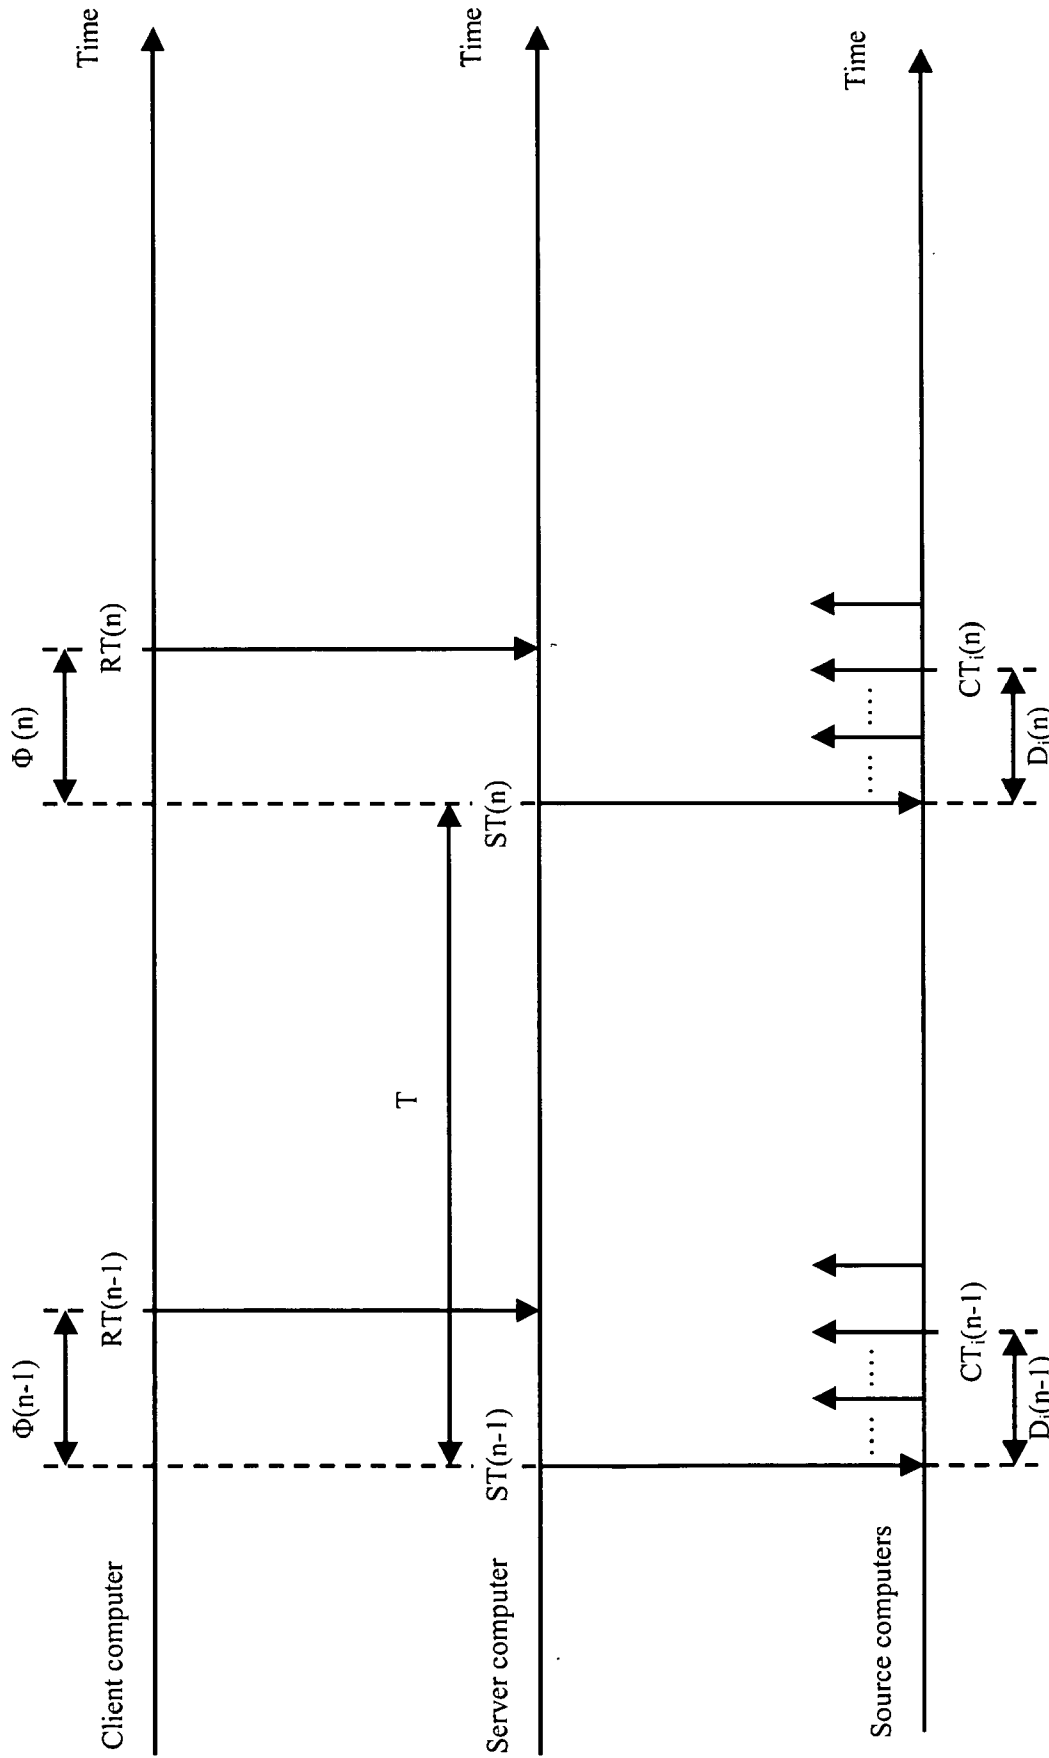 Φ(n-1)
Φ (n)
Time
Client computer
RT(n-1)
RT(n)
T
Time
Server computer
ST(n-1)
ST(n)
Time
Source computers
.....
.....
.....
.....
CTᵢ(n-1)
CTᵢ(n)
Dᵢ(n-1)
Dᵢ(n)